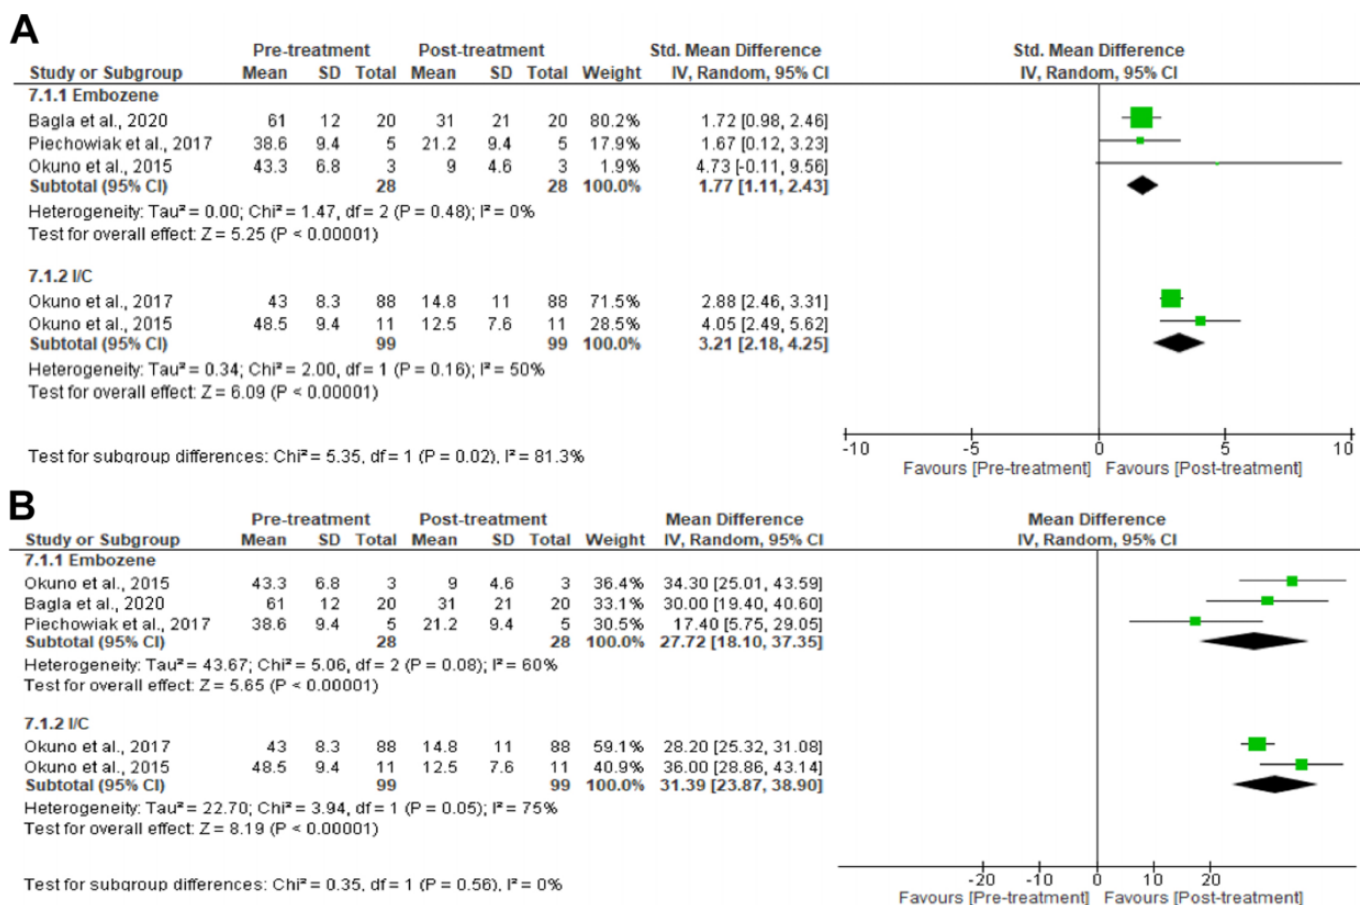 A
Pre-treatment Post-treatment Std. Mean Difference Std. Mean Difference
Study or Subgroup Mean SD Total Mean SD Total Weight IV, Random, 95% CI IV, Random, 95% CI
7.1.1 Embozene
Bagla et al., 2020 61 12 20 31 21 20 80.2% 1.72 [0.98, 2.46]
Piechowiak et al., 2017 38.6 9.4 5 21.2 9.4 5 17.9% 1.67 [0.12, 3.23]
Okuno et al., 2015 43.3 6.8 3 9 4.6 3 1.9% 4.73 [-0.11, 9.56]
Subtotal (95% CI) 28 28 100.0% 1.77 [1.11, 2.43]
Heterogeneity: Tau² = 0.00; Chi² = 1.47, df = 2 (P = 0.48); I² = 0%
Test for overall effect: Z = 5.25 (P < 0.00001)
7.1.2 I/C
Okuno et al., 2017 43 8.3 88 14.8 11 88 71.5% 2.88 [2.46, 3.31]
Okuno et al., 2015 48.5 9.4 11 12.5 7.6 11 28.5% 4.05 [2.49, 5.62]
Subtotal (95% CI) 99 99 100.0% 3.21 [2.18, 4.25]
Heterogeneity: Tau² = 0.34; Chi² = 2.00, df = 1 (P = 0.16); I² = 50%
Test for overall effect: Z = 6.09 (P < 0.00001)
-10 -5 0 5 10
Test for subgroup differences: Chi² = 5.35, df = 1 (P = 0.02), I² = 81.3%
Favours [Pre-treatment] Favours [Post-treatment]
B
Pre-treatment Post-treatment Mean Difference Mean Difference
Study or Subgroup Mean SD Total Mean SD Total Weight IV, Random, 95% CI IV, Random, 95% CI
7.1.1 Embozene
Okuno et al., 2015 43.3 6.8 3 9 4.6 3 36.4% 34.30 [25.01, 43.59]
Bagla et al., 2020 61 12 20 31 21 20 33.1% 30.00 [19.40, 40.60]
Piechowiak et al., 2017 38.6 9.4 5 21.2 9.4 5 30.5% 17.40 [5.75, 29.05]
Subtotal (95% CI) 28 28 100.0% 27.72 [18.10, 37.35]
Heterogeneity: Tau² = 43.67; Chi² = 5.06, df = 2 (P = 0.08); I² = 60%
Test for overall effect: Z = 5.65 (P < 0.00001)
7.1.2 I/C
Okuno et al., 2017 43 8.3 88 14.8 11 88 59.1% 28.20 [25.32, 31.08]
Okuno et al., 2015 48.5 9.4 11 12.5 7.6 11 40.9% 36.00 [28.86, 43.14]
Subtotal (95% CI) 99 99 100.0% 31.39 [23.87, 38.90]
Heterogeneity: Tau² = 22.70; Chi² = 3.94, df = 1 (P = 0.05); I² = 75%
Test for overall effect: Z = 8.19 (P < 0.00001)
-20 -10 0 10 20
Test for subgroup differences: Chi² = 0.35, df = 1 (P = 0.56), I² = 0%
Favours [Pre-treatment] Favours [Post-treatment]